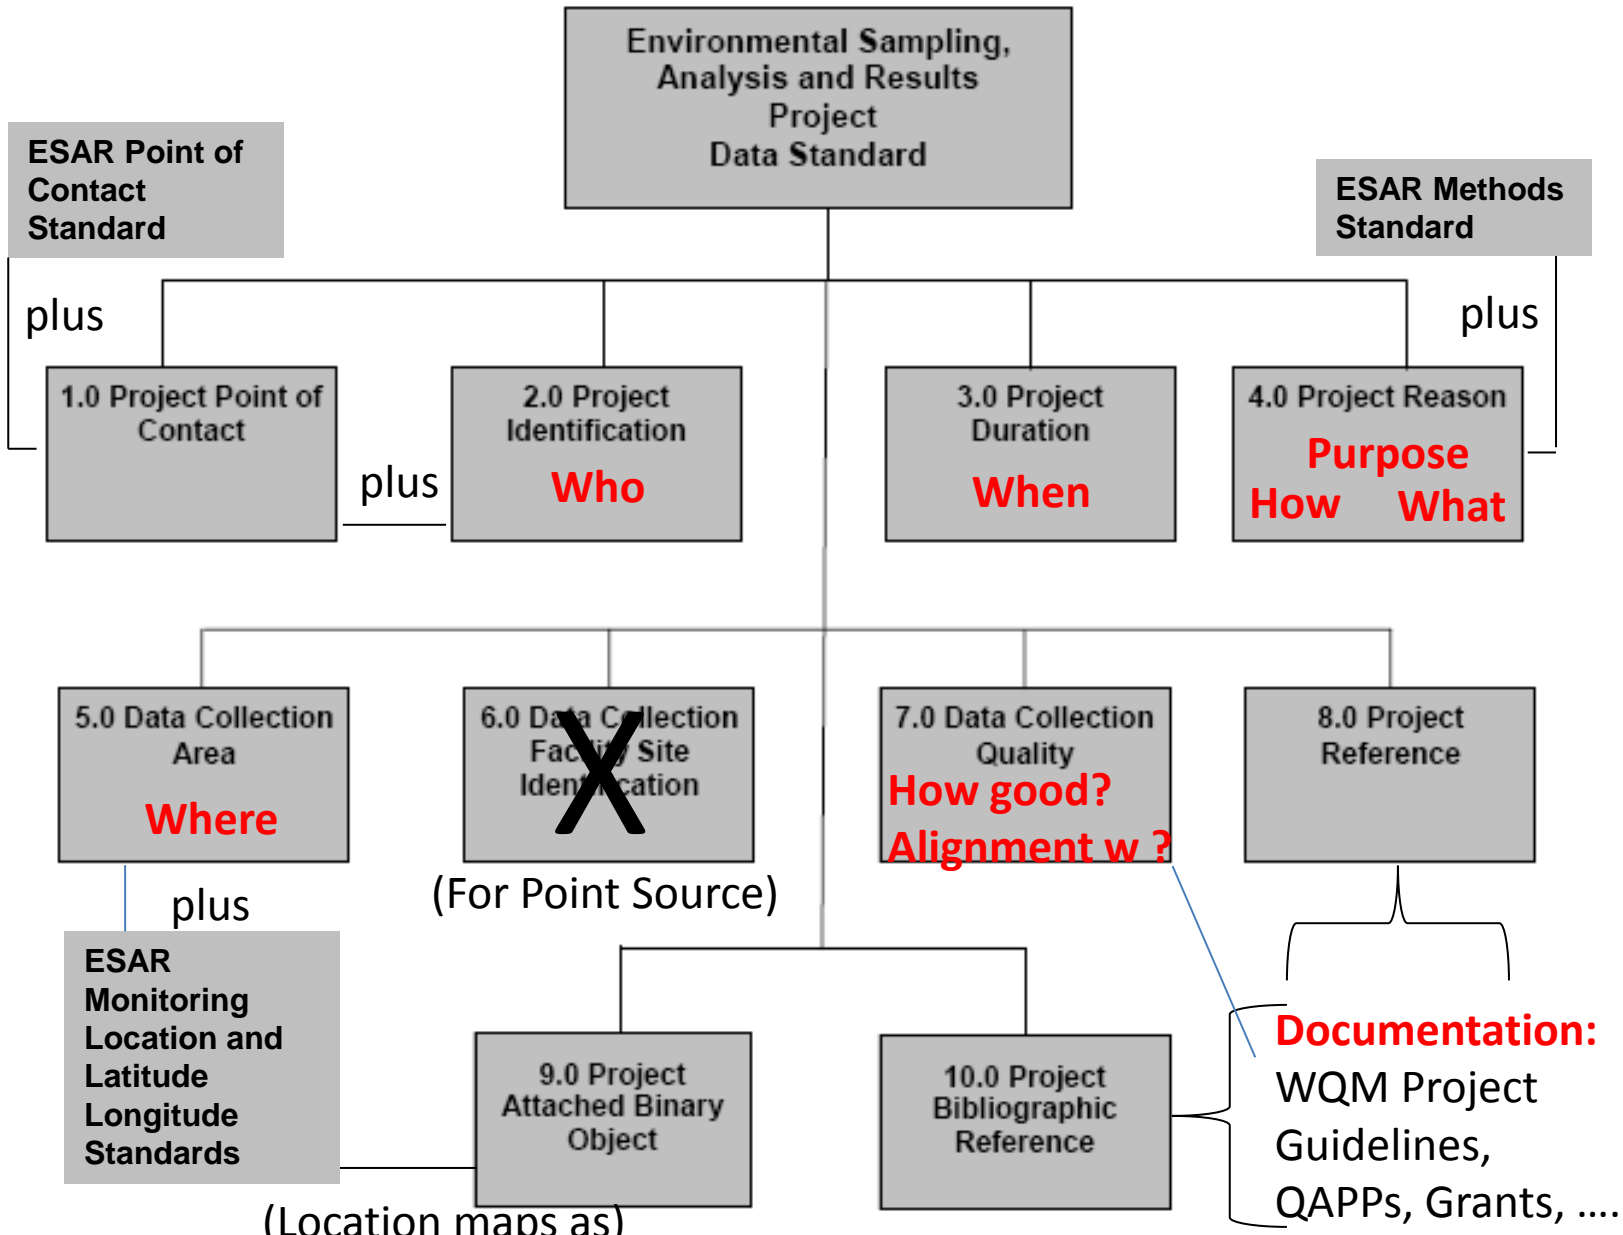 Environmental Sampling,
Analysis and Results
Project
Data Standard
ESAR Point of
Contact
Standard
ESAR Methods
Standard
plus
plus
1.0 Project Point of
Contact
plus
2.0 Project
Identification
Who
3.0 Project
Duration
When
4.0 Project Reason
Purpose
How What
5.0 Data Collection
Area
Where
6.0 Data Collection
Facility Site
Identification
X
(For Point Source)
7.0 Data Collection
Quality
How good?
Alignment w ?
8.0 Project
Reference
plus
ESAR
Monitoring
Location and
Latitude
Longitude
Standards
(Location maps as)
9.0 Project
Attached Binary
Object
10.0 Project
Bibliographic
Reference
Documentation:
WQM Project
Guidelines,
QAPPs, Grants, ....